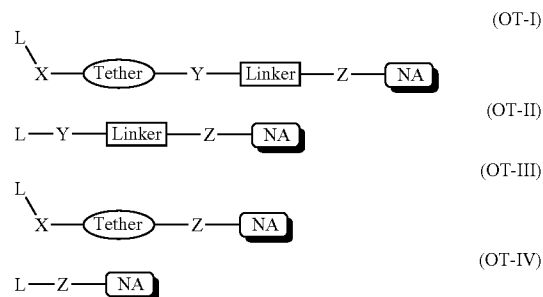 (OT-I)
L
X Tether Y Linker Z NA
(OT-II)
L Y Linker Z NA
(OT-III)
L
X Tether Z NA
(OT-IV)
L Z NA